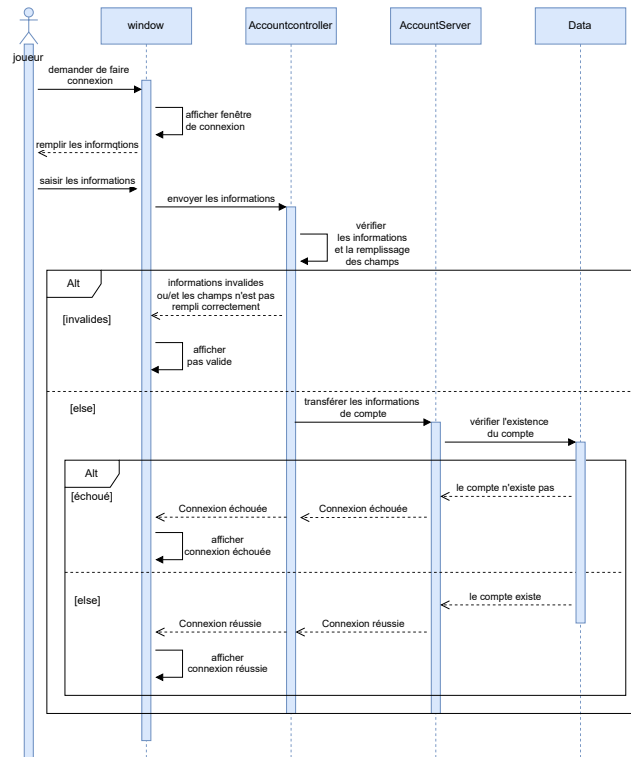 window
Accountcontroller
AccountServer
Data
joueur
demander de faire
connexion
afficher fenêtre
de connexion
remplir les informqtions
saisir les informations
envoyer les informations
vérifier
les informations
et la remplissage
des champs
Alt
informations invalides
ou/et les champs n'est pas
rempli correctement
[invalides]
afficher
pas valide
[else]
transférer les informations
de compte
vérifier l'existence
du compte
Alt
[échoué]
le compte n'existe pas
Connexion échouée
Connexion échouée
afficher
connexion échouée
[else]
le compte existe
Connexion réussie
Connexion réussie
afficher
connexion réussie